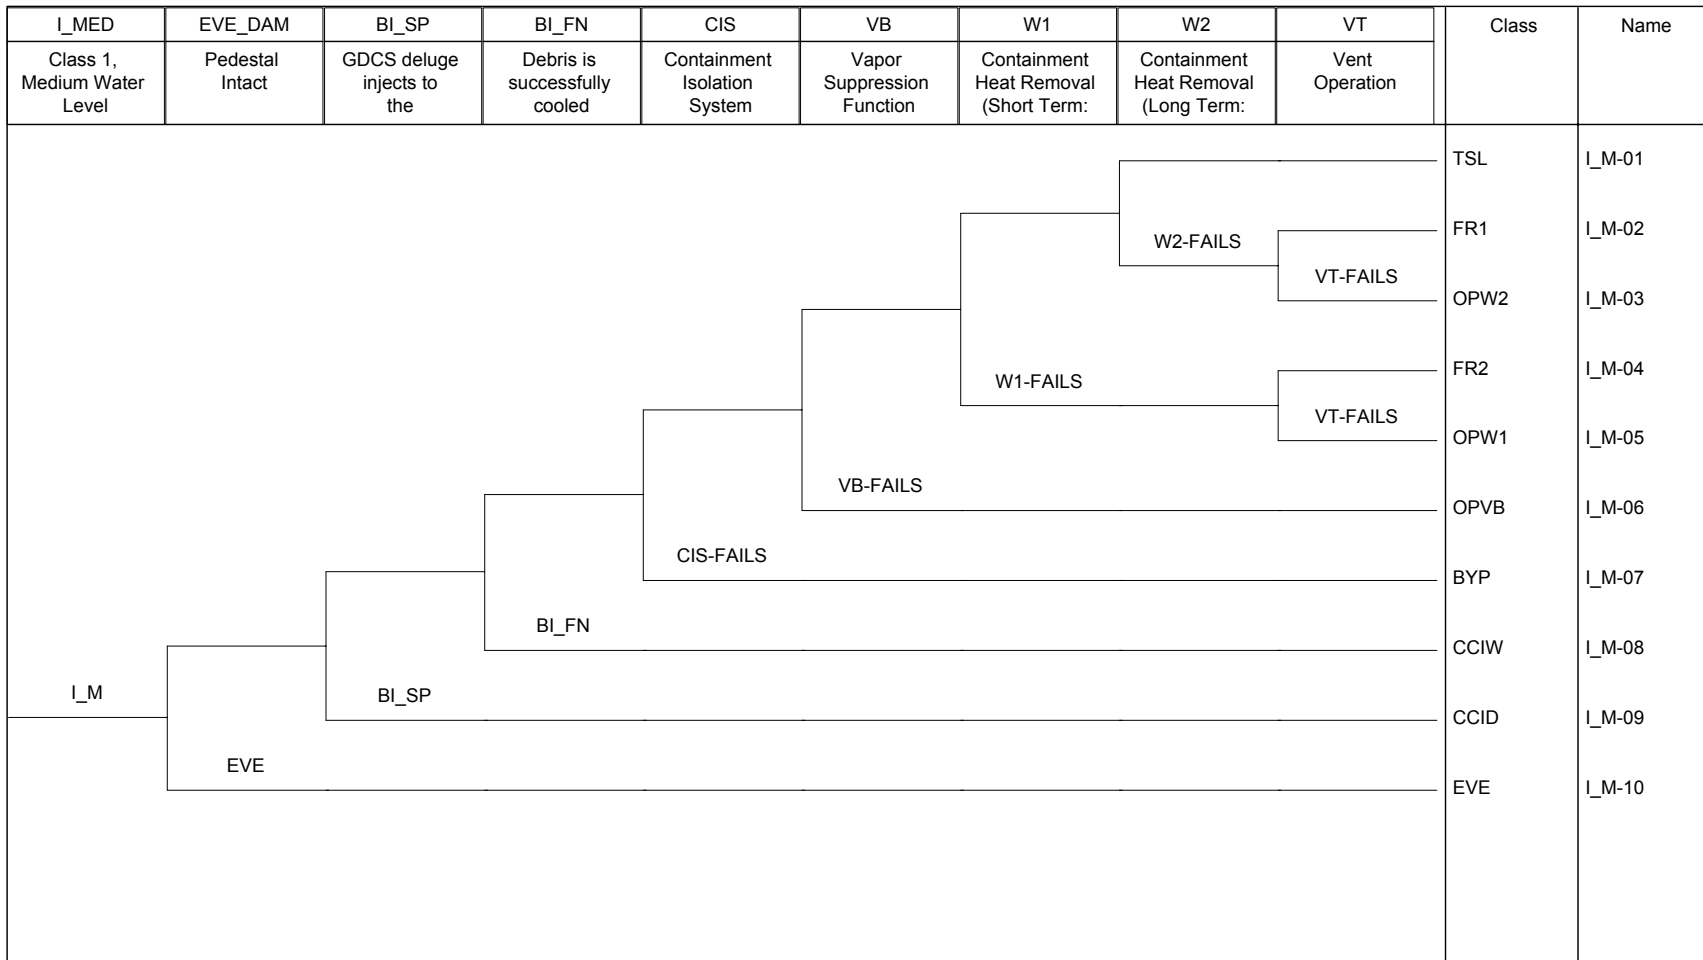 I_MED EVE_DAM BI_SP BI_FN CIS VB W1 W2 VT Class Name
Class 1, Pedestal GDCS deluge Debris is Containment Vapor Containment Containment Vent
Medium Water Intact injects to successfully Isolation Suppression Heat Removal Heat Removal Operation
Level the cooled System Function (Short Term: (Long Term:
TSL I_M-01
FR1 I_M-02
W2-FAILS
VT-FAILS
OPW2 I_M-03
FR2 I_M-04
W1-FAILS
VT-FAILS
OPW1 I_M-05
VB-FAILS
OPVB I_M-06
CIS-FAILS
BYP I_M-07
BI_FN
CCIW I_M-08
I_M BI_SP
CCID I_M-09
EVE
EVE I_M-10